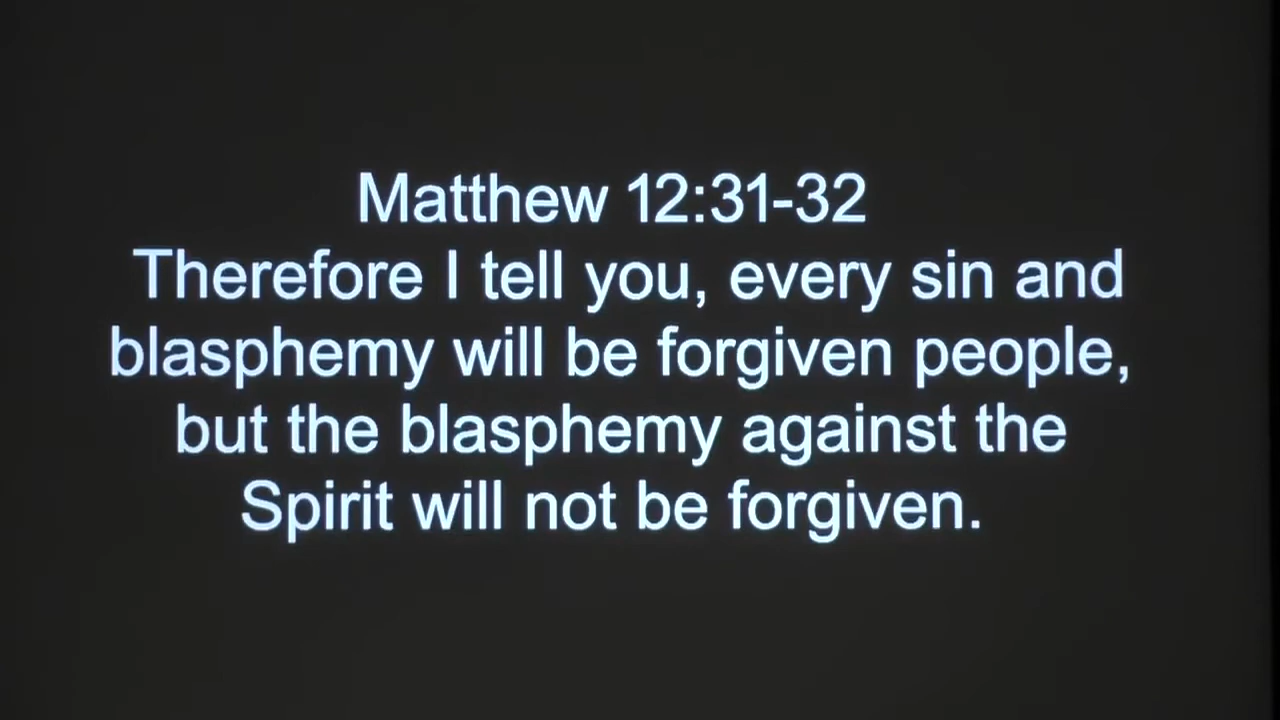 Matthew 12:31-32
Therefore I tell you, every sin and
blasphemy will be forgiven people,
but the blasphemy against the
Spirit will not be forgiven.